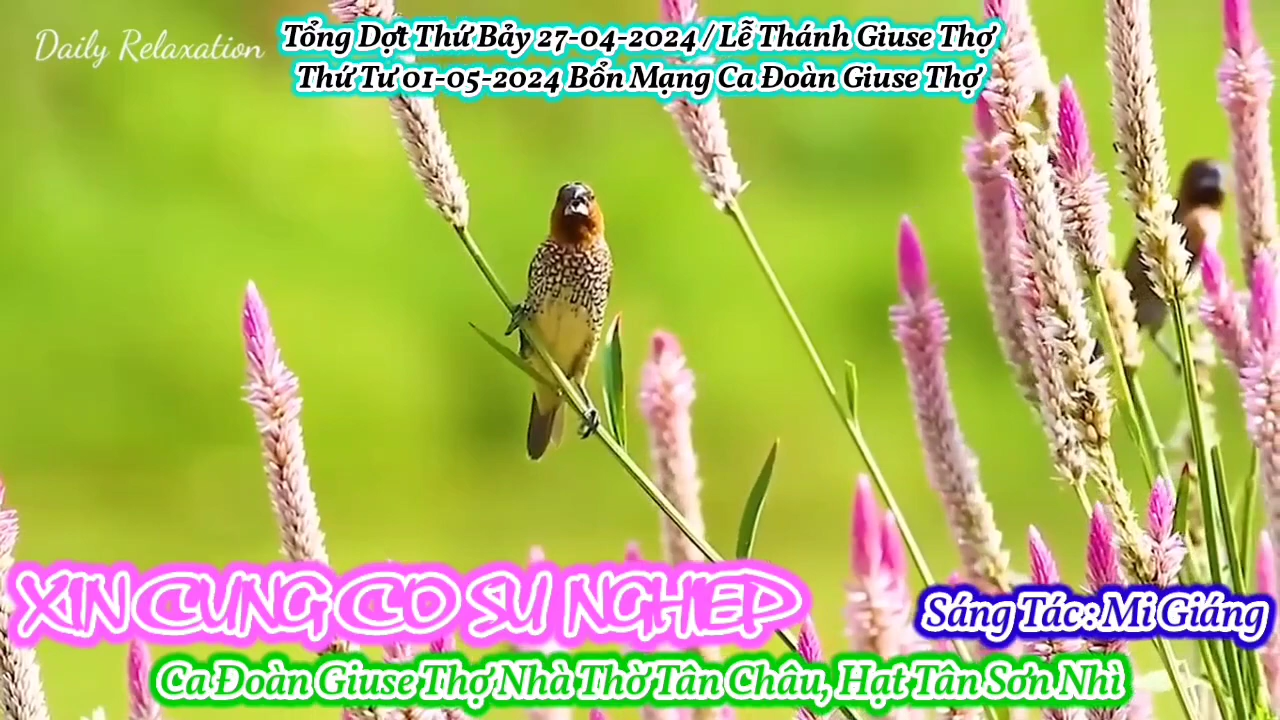 Daily Relaxation
Tổng Dợt Thứ Bảy 27-04-2024 / Lễ Thánh Giuse Thợ
Thứ Tư 01-05-2024 Bổn Mạng Ca Đoàn Giuse Thợ
XIN CUNG CO SU NGHIEP
Sáng Tác : Mi Giáng
Ca Đoàn Giuse Thợ Nhà Thờ Tân Châu, Hạt Tân Sơn Nhì